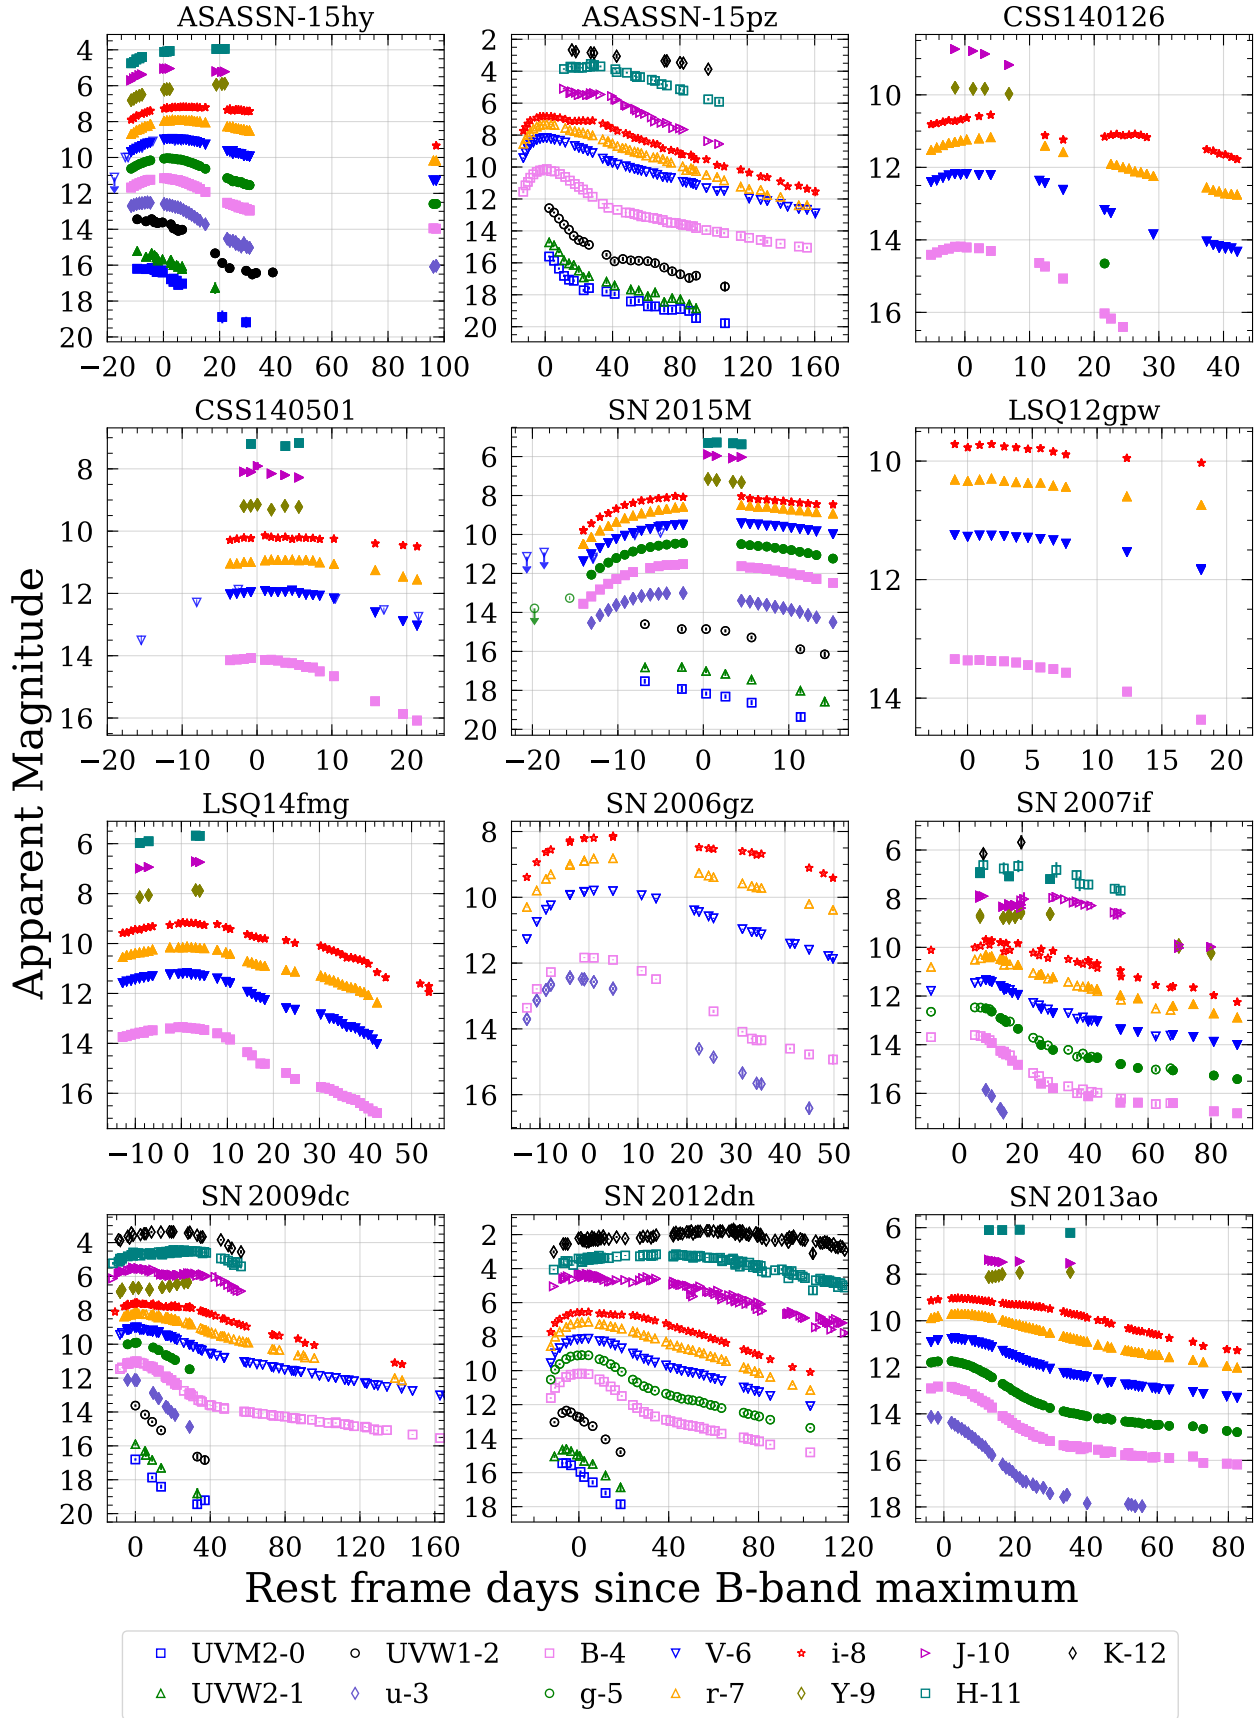 ASASSN-15hy
ASASSN-15pz
CSS140126
4
6
8
10
12
14
16
18
20
−20 0 20 40 60 80 100
2
4
6
8
10
12
14
16
18
20
0 40 80 120 160
10
12
14
16
0 10 20 30 40
CSS140501
SN 2015M
LSQ12gpw
8
10
12
14
16
−20 −10 0 10 20
6
8
10
12
14
16
18
20
−20 −10 0 10
10
12
14
0 5 10 15 20
LSQ14fmg
SN 2006gz
SN 2007if
6
8
10
12
14
16
−10 0 10 20 30 40 50
8
10
12
14
16
−10 0 10 20 30 40 50
6
8
10
12
14
16
0 20 40 60 80
SN 2009dc
SN 2012dn
SN 2013ao
4
6
8
10
12
14
16
18
20
0 40 80 120 160
2
4
6
8
10
12
14
16
18
0 40 80 120
6
8
10
12
14
16
18
0 20 40 60 80
Apparent Magnitude
Rest frame days since B-band maximum
UVM2-0 UVW1-2 B-4 V-6 i-8 J-10 K-12
UVW2-1 u-3 g-5 r-7 Y-9 H-11